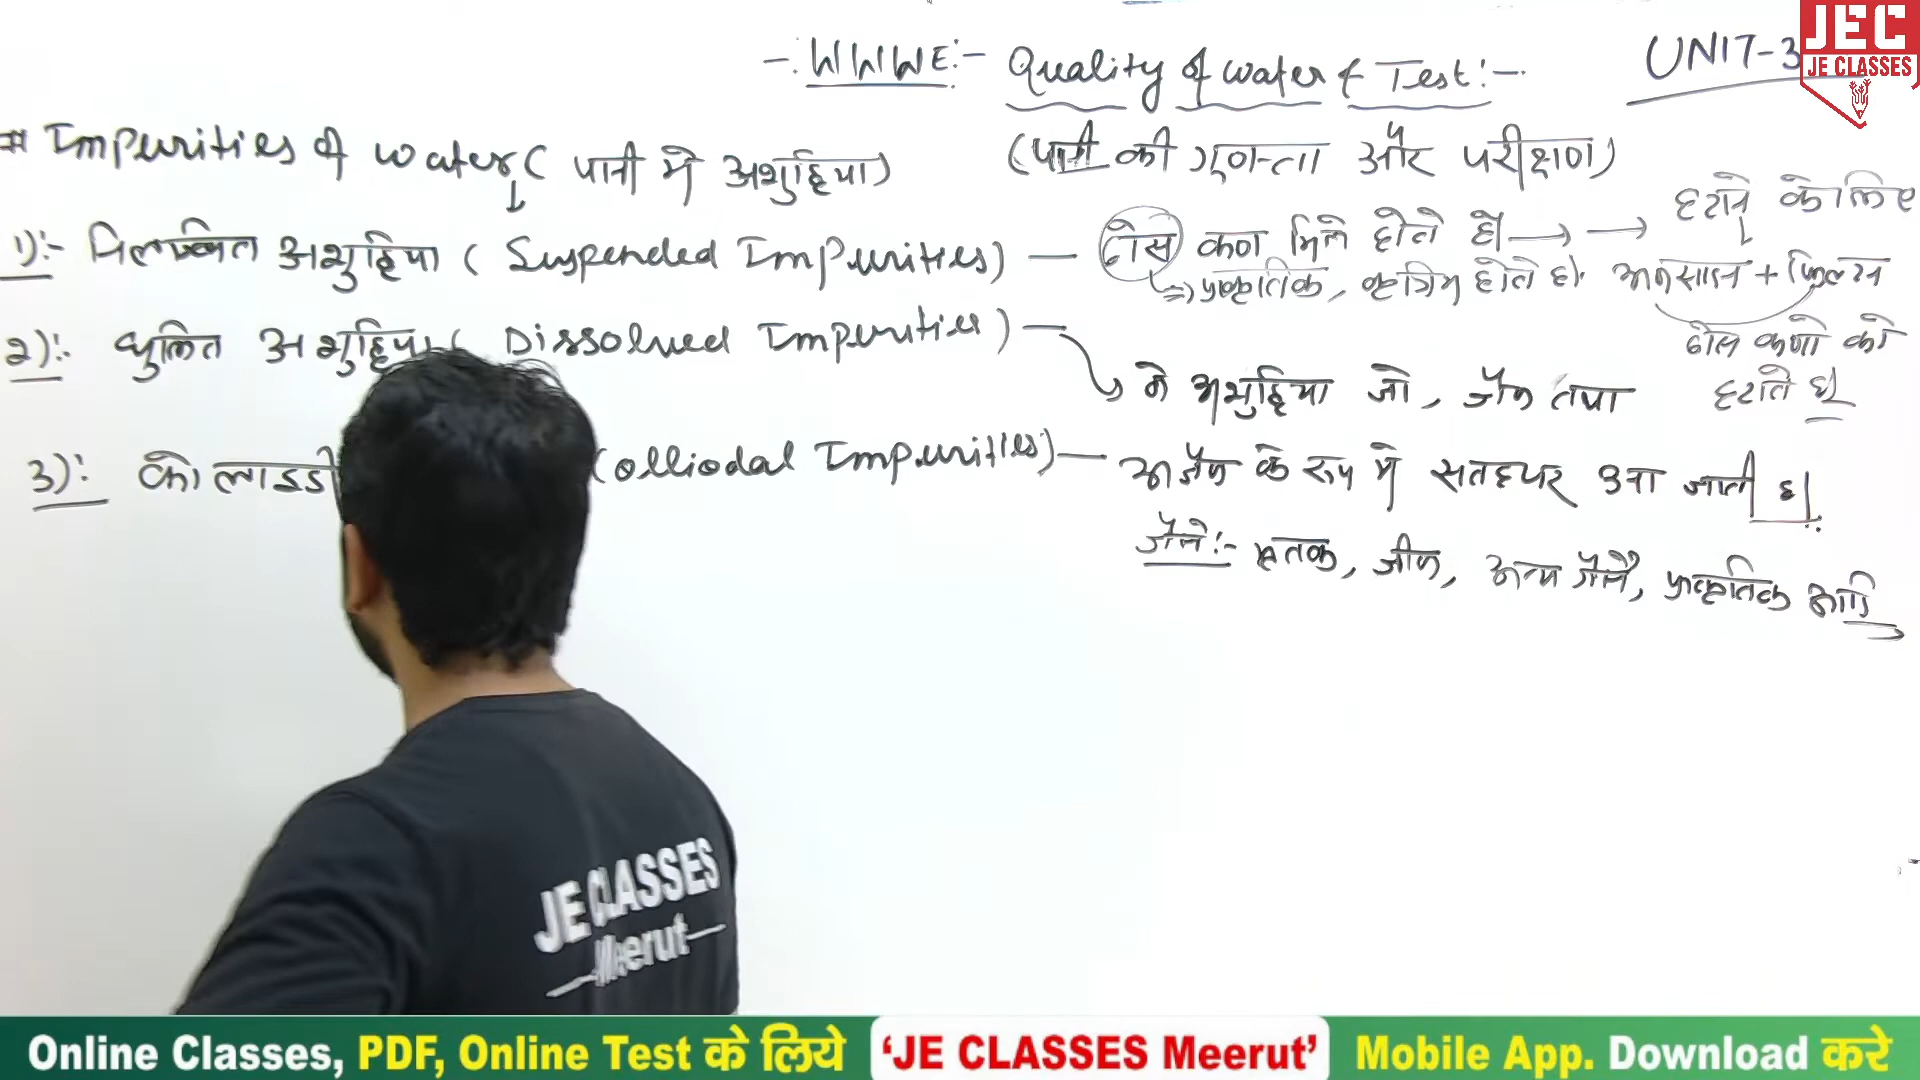 -: WWWE:- Quality of water & Test:-
UNIT-3
JEC
JE CLASSES
# Impurities of water ( पानी मे अशुद्धिया)
(पानी की गुणन्ता और परीक्षण)
हटाने के लिए
1):- निलम्बित अशुद्धिया ( Suspended Impurities) —
ठोस कण मिले होते है। → →
⇒ प्राकृतिक, कृत्रिम होते है।
अवसादन + फिल्टर
ठोस कणो को
हटाते है।
2):- धुलित अशुद्धिया ( Dissolved Impurities) —
वे अशुद्धिया जो, जैव तथा
3):- कोलाइडी
Colliodal Impurities) —
अजैव के रूप मे सतह पर आ जाती है।
जैसे:- मृतक, जीव, अन्य गैसे, प्राकृतिक आदि
JE CLASSES
Meerut
Online Classes, PDF, Online Test के लिये 'JE CLASSES Meerut' Mobile App. Download करे